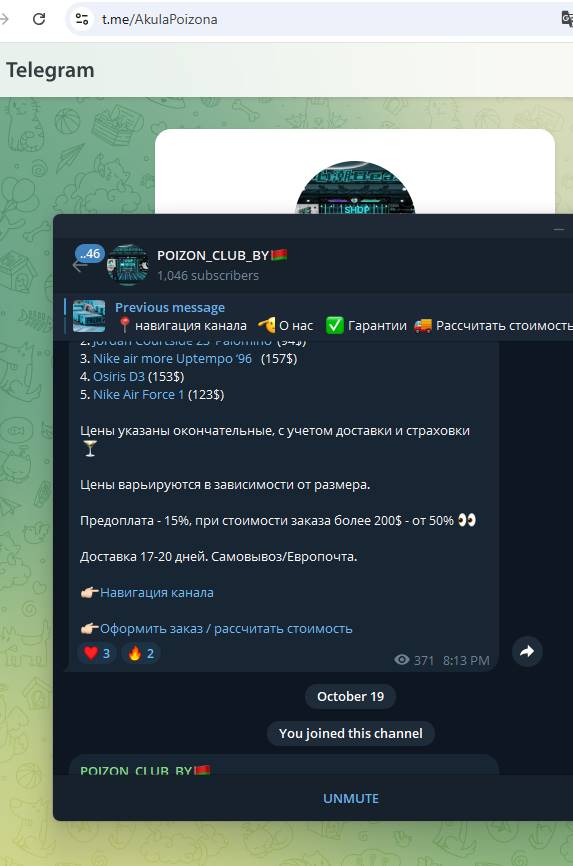 t.me/AkulaPoizona
Telegram
SHOP
..46
POIZON_CLUB_BY
1,046 subscribers
Previous message
📍навигация канала 🤙О нас ✅ Гарантии 🚚 Рассчитать стоимость
2. Jordan Courtside 23 'Palomino' (94$)
3. Nike air more Uptempo ‘96 (157$)
4. Osiris D3 (153$)
5. Nike Air Force 1 (123$)
Цены указаны окончательные, с учетом доставки и страховки
🍸
Цены варьируются в зависимости от размера.
Предоплата - 15%, при стоимости заказа более 200$ - от 50% 👀
Доставка 17-20 дней. Самовывоз/Европочта.
👉🏻Навигация канала
👉🏻Оформить заказ / рассчитать стоимость
❤️ 3 🔥 2
371 8:13 PM
October 19
You joined this channel
POIZON_CLUB_BY
UNMUTE